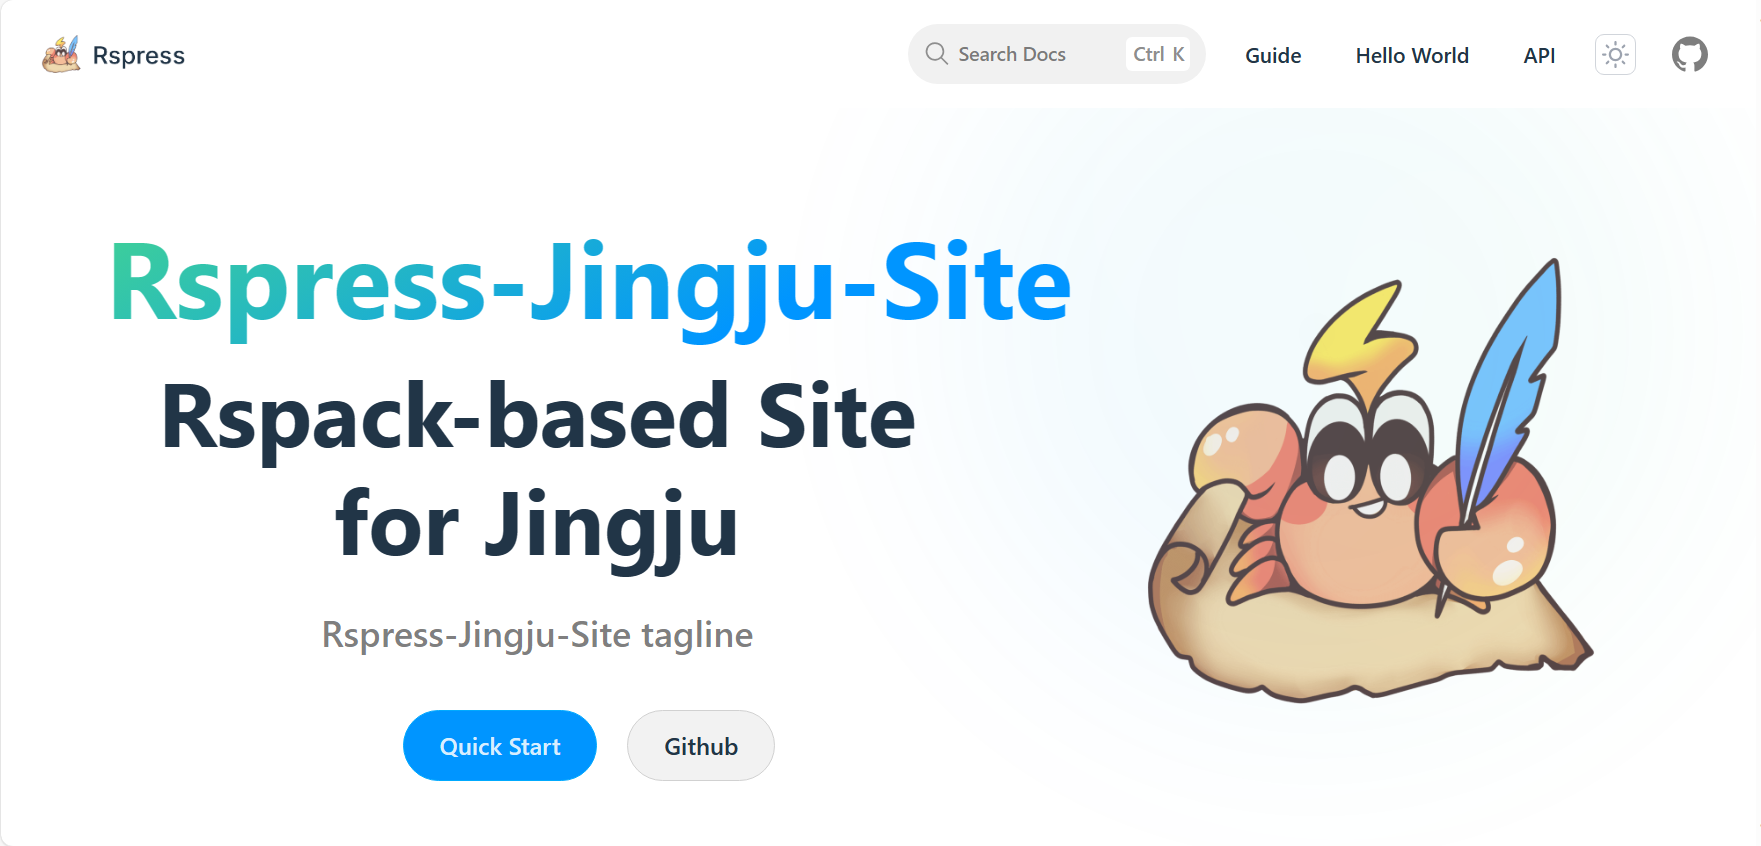 Rspress
Search Docs
Ctrl K
Guide
Hello World
API
Rspress-Jingju-Site
Rspack-based Site
for Jingju
Rspress-Jingju-Site tagline
Quick Start
Github